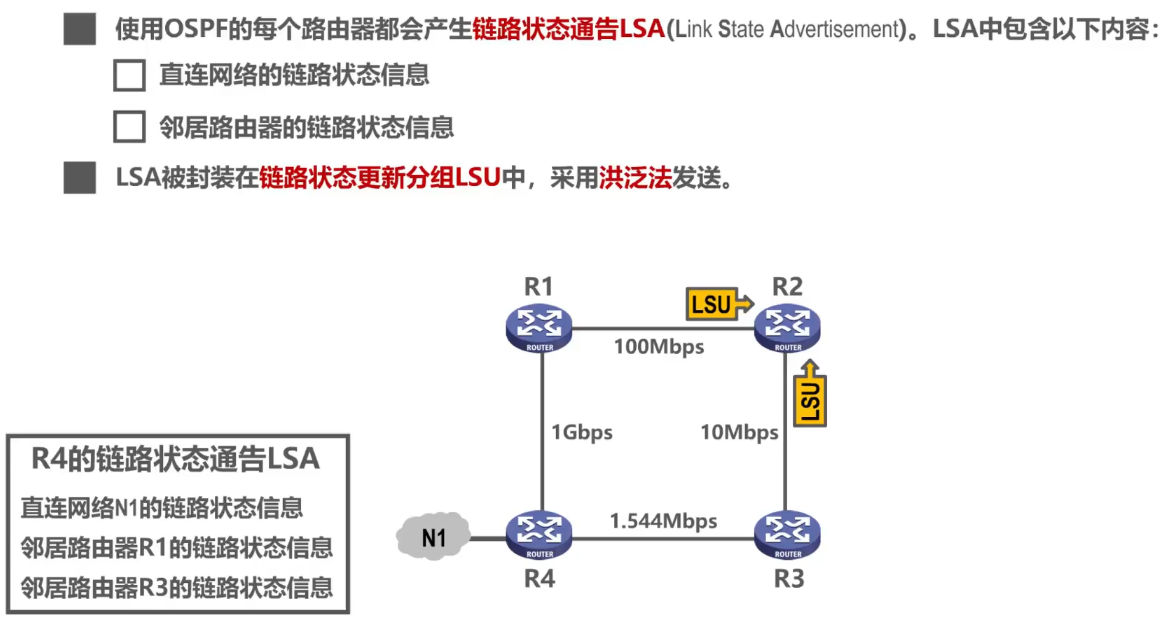 使用OSPF的每个路由器都会产生链路状态通告LSA(Link State Advertisement)。LSA中包含以下内容：
直连网络的链路状态信息
邻居路由器的链路状态信息
LSA被封装在链路状态更新分组LSU中，采用洪泛法发送。
R1
R2
LSU
ROUTER
ROUTER
100Mbps
LSU
1Gbps
10Mbps
R4的链路状态通告LSA
直连网络N1的链路状态信息
邻居路由器R1的链路状态信息
邻居路由器R3的链路状态信息
1.544Mbps
N1
ROUTER
ROUTER
R4
R3